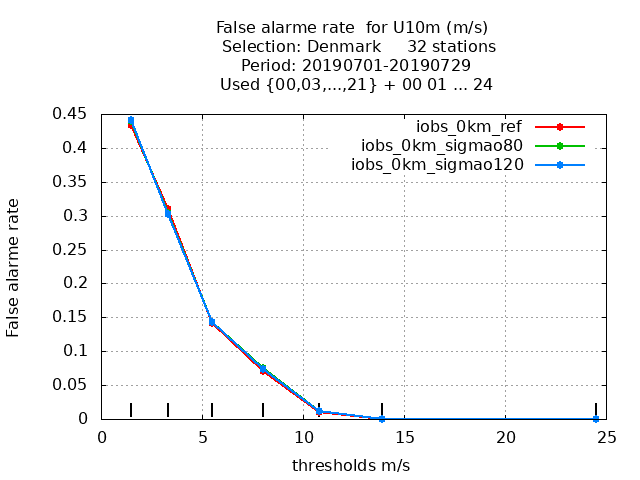 False alarme rate  for U10m (m/s)
Selection: Denmark     32 stations
Period: 20190701-20190729
Used {00,03,...,21} + 00 01 ... 24
iobs_0km_ref
iobs_0km_sigmao80
iobs_0km_sigmao120
False alarme rate
0.45
0.4
0.35
0.3
0.25
0.2
0.15
0.1
0.05
0
0 5 10 15 20 25
thresholds m/s